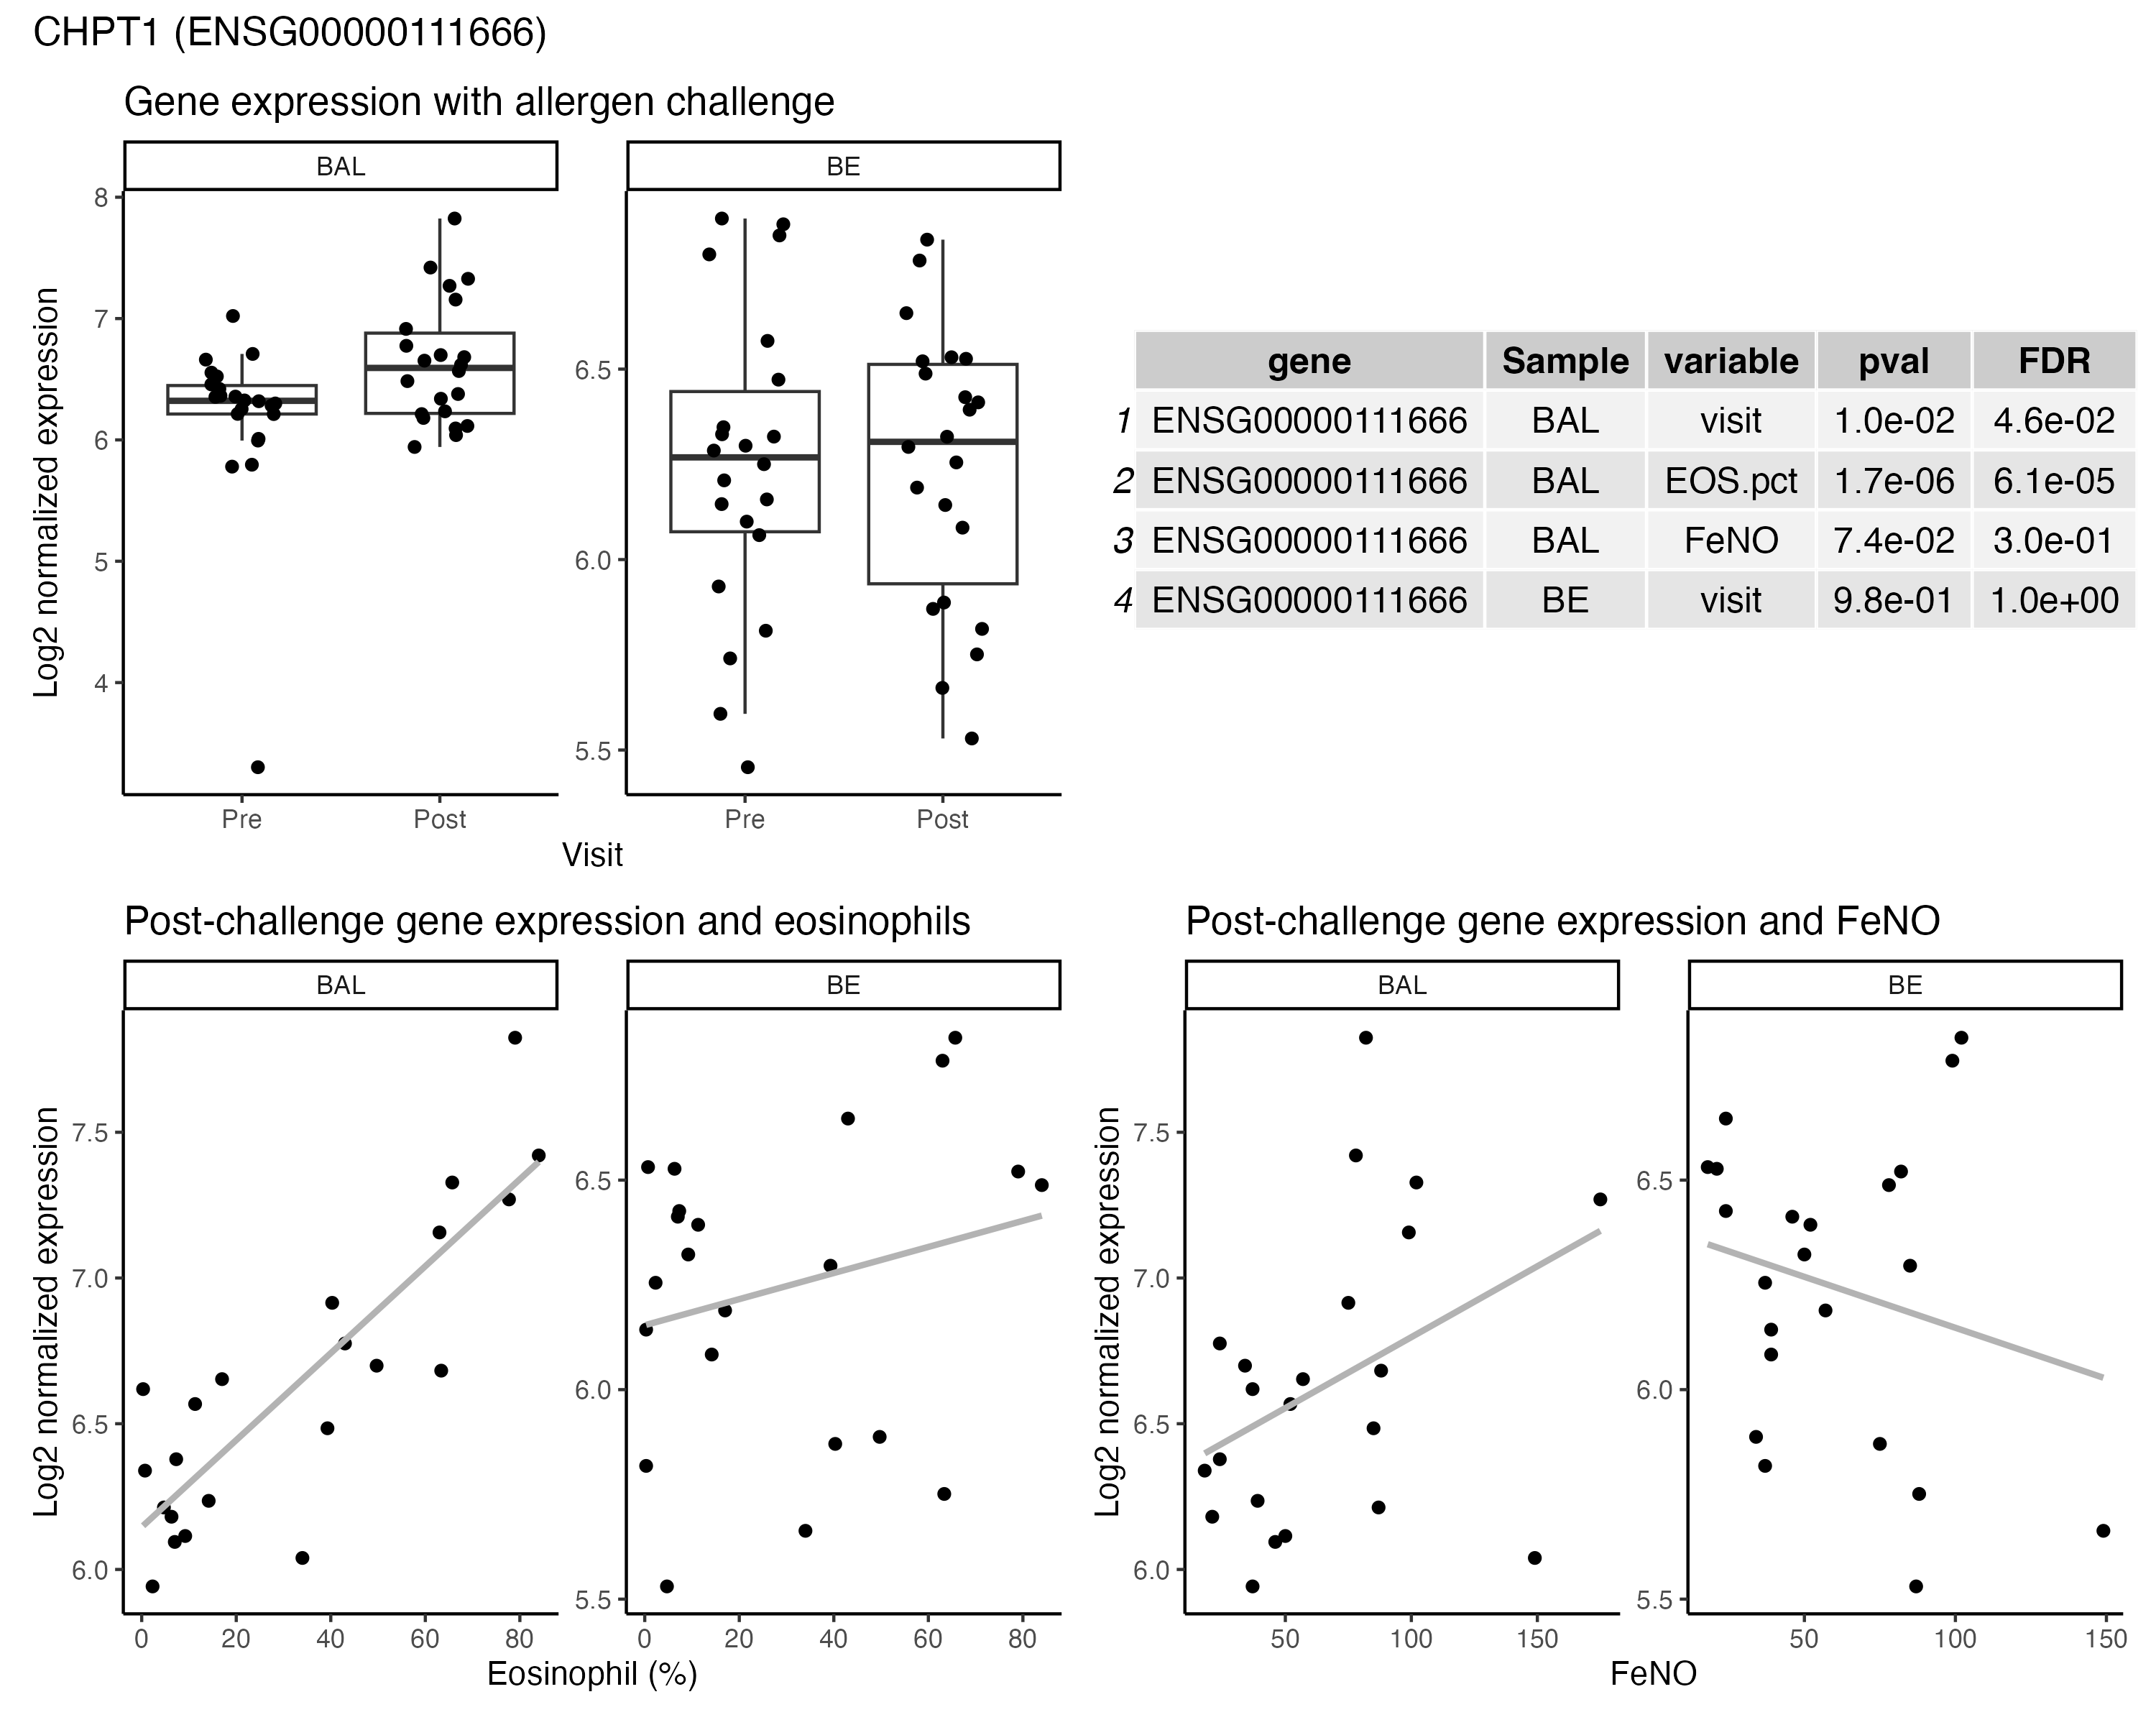 CHPT1 (ENSG00000111666)
Gene expression with allergen challenge
BAL
BE
Log2 normalized expression
8
7
6
5
4
6.5
6.0
5.5
Pre
Post
Pre
Post
Visit
gene Sample variable pval FDR
1 ENSG00000111666 BAL visit 1.0e-02 4.6e-02
2 ENSG00000111666 BAL EOS.pct 1.7e-06 6.1e-05
3 ENSG00000111666 BAL FeNO 7.4e-02 3.0e-01
4 ENSG00000111666 BE visit 9.8e-01 1.0e+00
Post-challenge gene expression and eosinophils
BAL
BE
Log2 normalized expression
7.5
7.0
6.5
6.0
6.5
6.0
5.5
0 20 40 60 80
0 20 40 60 80
Eosinophil (%)
Post-challenge gene expression and FeNO
BAL
BE
Log2 normalized expression
7.5
7.0
6.5
6.0
6.5
6.0
5.5
50 100 150
50 100 150
FeNO